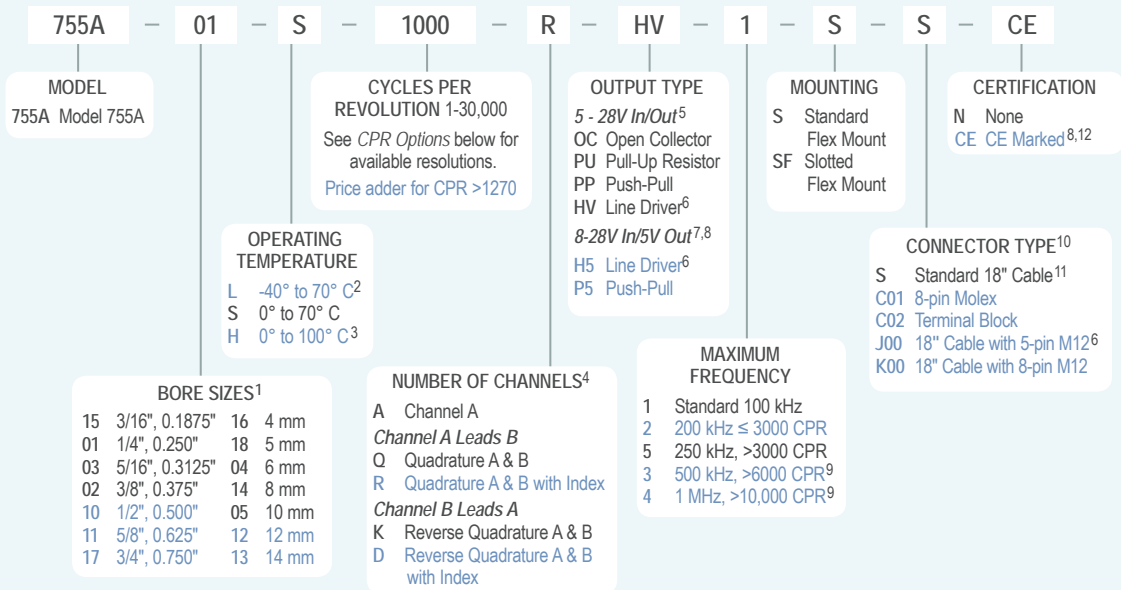 755A – 01 – S – 1000 – R – HV – 1 – S – S – CE
MODEL
755A Model 755A
CYCLES PER
REVOLUTION 1-30,000
See CPR Options below for
available resolutions.
Price adder for CPR >1270
OUTPUT TYPE
5 - 28V In/Out5
OC Open Collector
PU Pull-Up Resistor
PP Push-Pull
HV Line Driver6
8-28V In/5V Out7,8
H5 Line Driver6
P5 Push-Pull
MOUNTING
S Standard
Flex Mount
SF Slotted
Flex Mount
CERTIFICATION
N None
CE CE Marked8,12
OPERATING
TEMPERATURE
L -40° to 70° C2
S 0° to 70° C
H 0° to 100° C3
CONNECTOR TYPE10
S Standard 18" Cable11
C01 8-pin Molex
C02 Terminal Block
J00 18" Cable with 5-pin M126
K00 18" Cable with 8-pin M12
BORE SIZES1
15 3/16", 0.1875" 16 4 mm
01 1/4", 0.250" 18 5 mm
03 5/16", 0.3125" 04 6 mm
02 3/8", 0.375" 14 8 mm
10 1/2", 0.500" 05 10 mm
11 5/8", 0.625" 12 12 mm
17 3/4", 0.750" 13 14 mm
NUMBER OF CHANNELS4
A Channel A
Channel A Leads B
Q Quadrature A & B
R Quadrature A & B with Index
Channel B Leads A
K Reverse Quadrature A & B
D Reverse Quadrature A & B
with Index
MAXIMUM
FREQUENCY
1 Standard 100 kHz
2 200 kHz ≤ 3000 CPR
5 250 kHz, >3000 CPR
3 500 kHz, >6000 CPR9
4 1 MHz, >10,000 CPR9